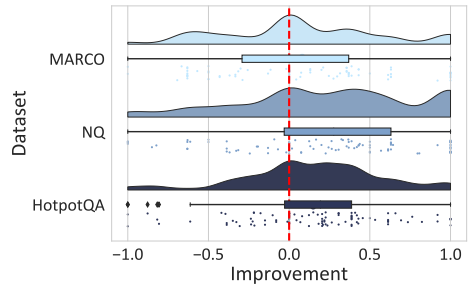 Dataset
MARCO
NQ
HotpotQA
−1.0 −0.5 0.0 0.5 1.0
Improvement